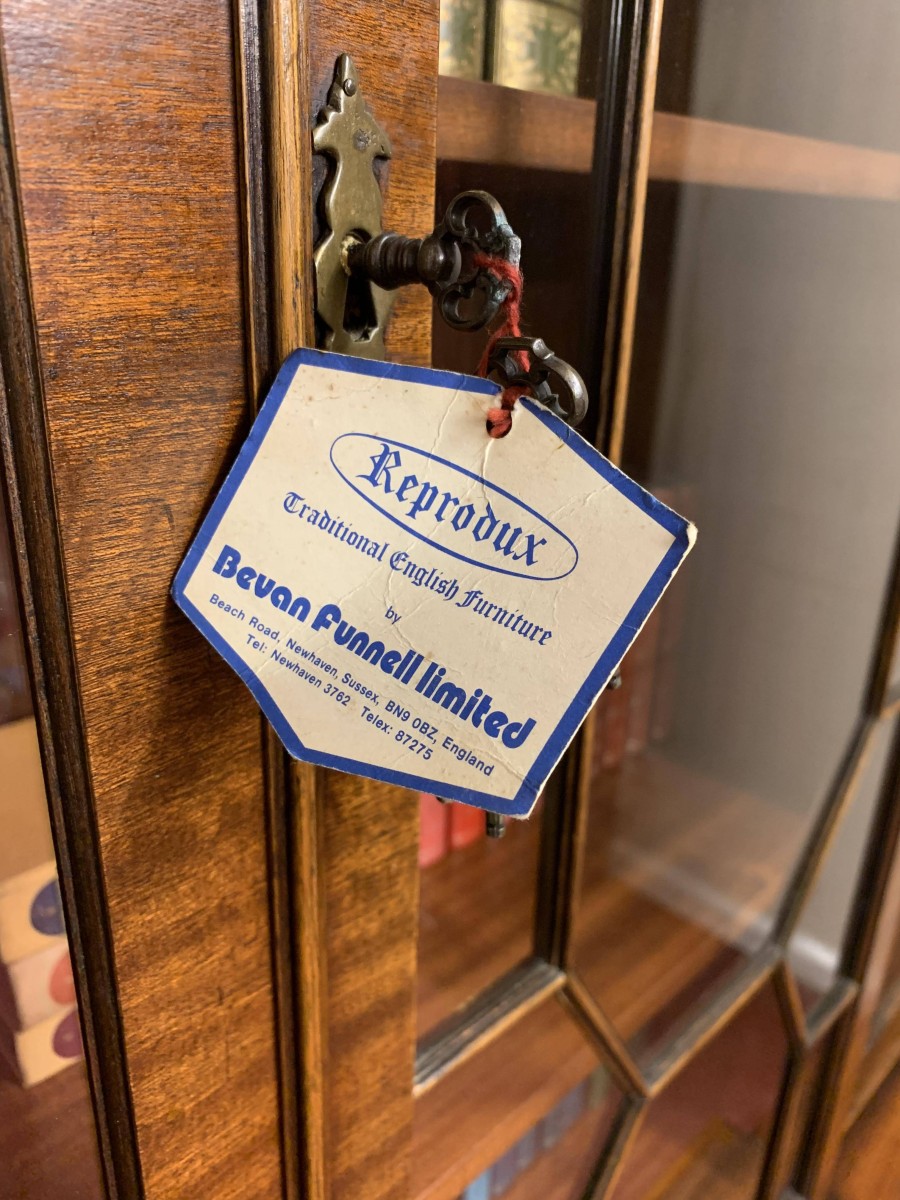 Reprodux
Traditional English Furniture
by
Bevan Funnell limited
Beach Road, Newhaven, Sussex, BN9 0BZ, England
Tel: Newhaven 3762 Telex: 87275